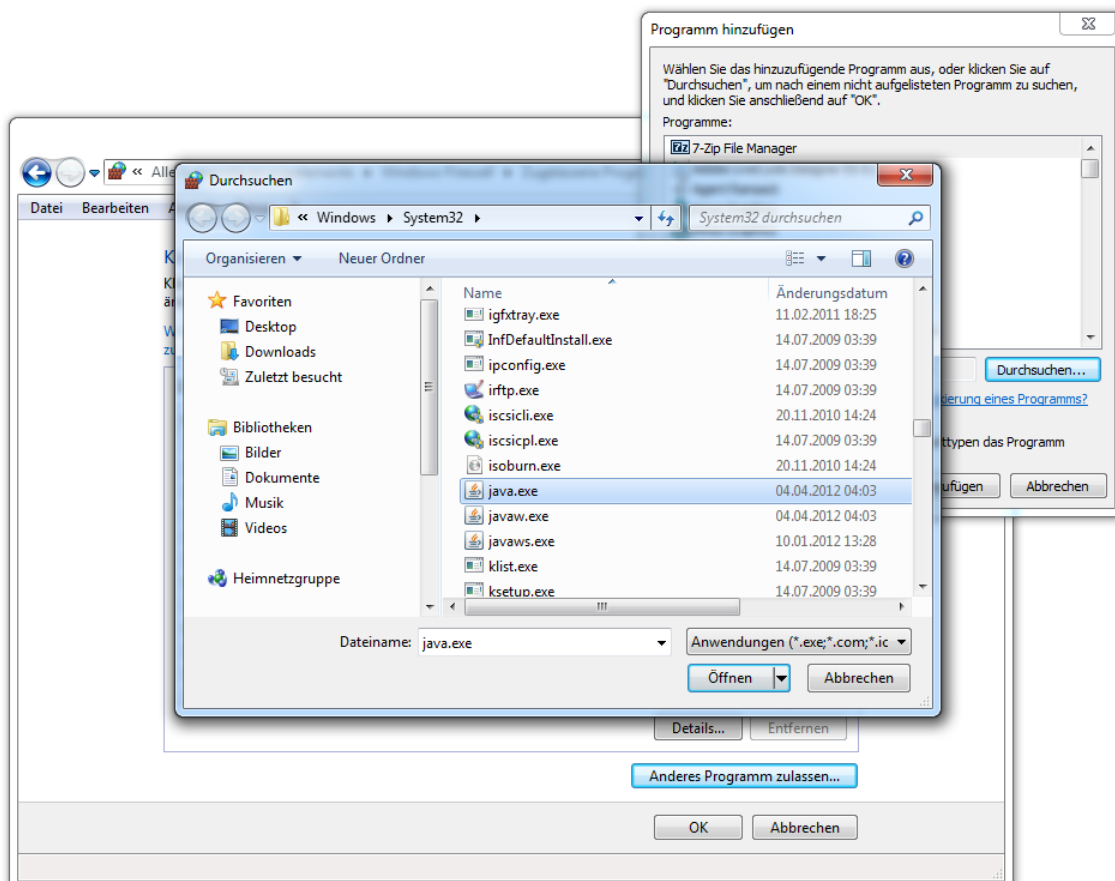 Programm hinzufügen
Wählen Sie das hinzuzufügende Programm aus, oder klicken Sie auf
"Durchsuchen", um nach einem nicht aufgelisteten Programm zu suchen,
und klicken Sie anschließend auf "OK".
Programme:
7-Zip File Manager
« Alle
Datei Bearbeiten A
Durchsuchen
« Windows System32
System32 durchsuchen
Organisieren Neuer Ordner
Favoriten
Desktop
Downloads
Zuletzt besucht
Bibliotheken
Bilder
Dokumente
Musik
Videos
Heimnetzgruppe
Name Änderungsdatum
igfxtray.exe 11.02.2011 18:25
InfDefaultInstall.exe 14.07.2009 03:39
ipconfig.exe 14.07.2009 03:39
irftp.exe 14.07.2009 03:39
iscsicli.exe 20.11.2010 14:24
iscsicpl.exe 14.07.2009 03:39
isoburn.exe 20.11.2010 14:24
java.exe 04.04.2012 04:03
javaw.exe 04.04.2012 04:03
javaws.exe 10.01.2012 13:28
klist.exe 14.07.2009 03:39
ksetup.exe 14.07.2009 03:39
Dateiname: java.exe
Anwendungen (*.exe;*.com;*.ic
Öffnen Abbrechen
Durchsuchen...
derung eines Programms?
ttypen das Programm
ufügen Abbrechen
Details... Entfernen
Anderes Programm zulassen...
OK Abbrechen